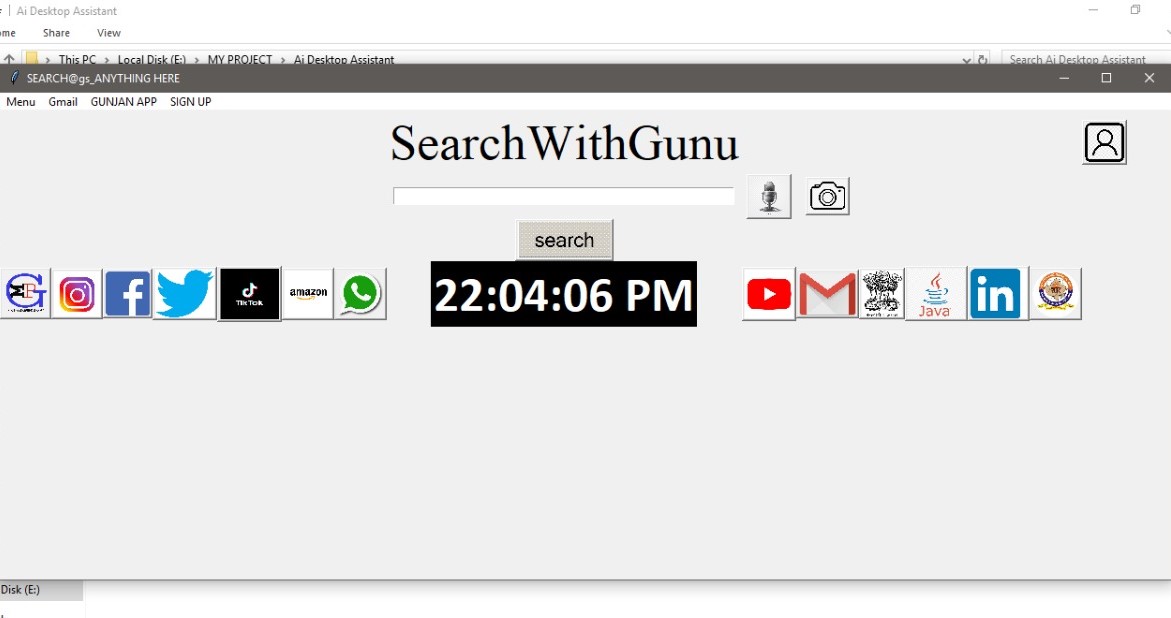 Ai Desktop Assistant
ome Share View
This PC > Local Disk (E:) > MY PROJECT > Ai Desktop Assistant Search Ai Desktop Assistant
SEARCH@gs_ANYTHING HERE
Menu Gmail GUNJAN APP SIGN UP
SearchWithGunu
search
TikTok amazon 22:04:06 PM Java in
Disk (E:)